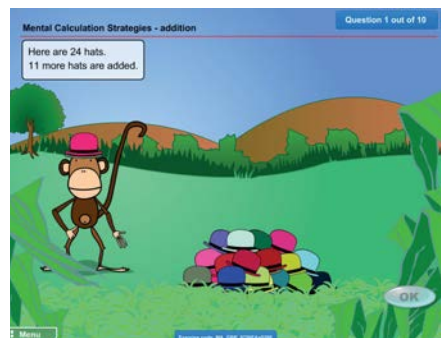 Mental Calculation Strategies - addition
Question 1 out of 10
Here are 24 hats.
11 more hats are added.
OK
Menu